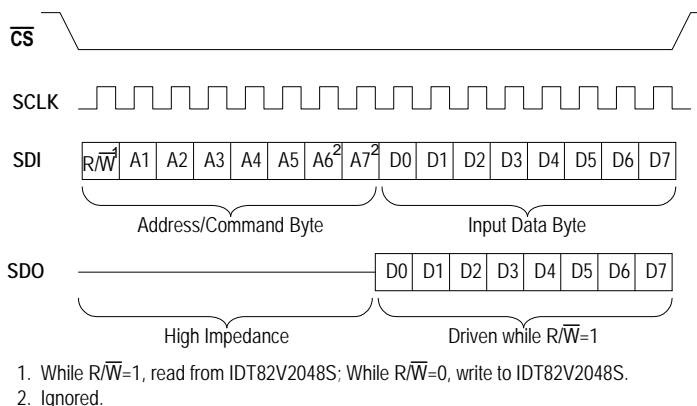 CS
SCLK
SDI R/W1 A1 A2 A3 A4 A5 A62 A72 D0 D1 D2 D3 D4 D5 D6 D7
Address/Command Byte Input Data Byte
SDO D0 D1 D2 D3 D4 D5 D6 D7
High Impedance Driven while R/W=1
1. While R/W=1, read from IDT82V2048S; While R/W=0, write to IDT82V2048S.
2. Ignored.